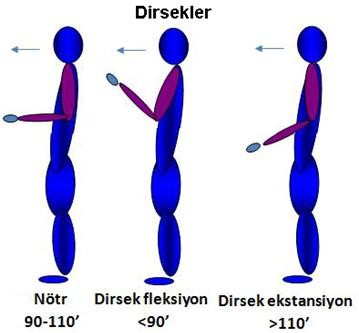 Dirsekler
Nötr
90-110’
Dirsek fleksiyon
<90’
Dirsek ekstansiyon
>110’